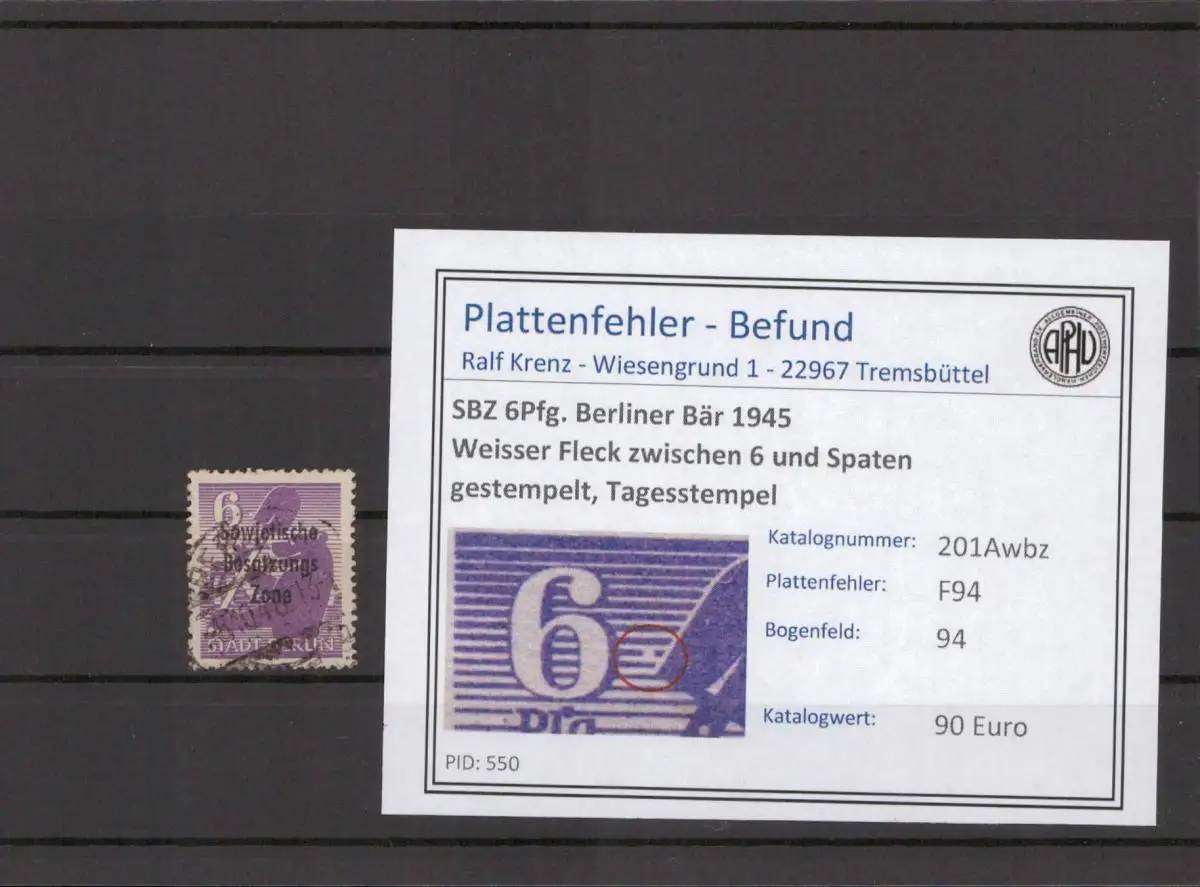 6
Sowjetische
Besatzungs
Zone
STADT BERLIN
Plattenfehler - Befund
Ralf Krenz - Wiesengrund 1 - 22967 Tremsbüttel
APHV
SBZ 6Pfg. Berliner Bär 1945
Weisser Fleck zwischen 6 und Spaten
gestempelt, Tagesstempel
6
Pfg
Katalognummer: 201Awbz
Plattenfehler: F94
Bogenfeld: 94
Katalogwert: 90 Euro
PID: 550